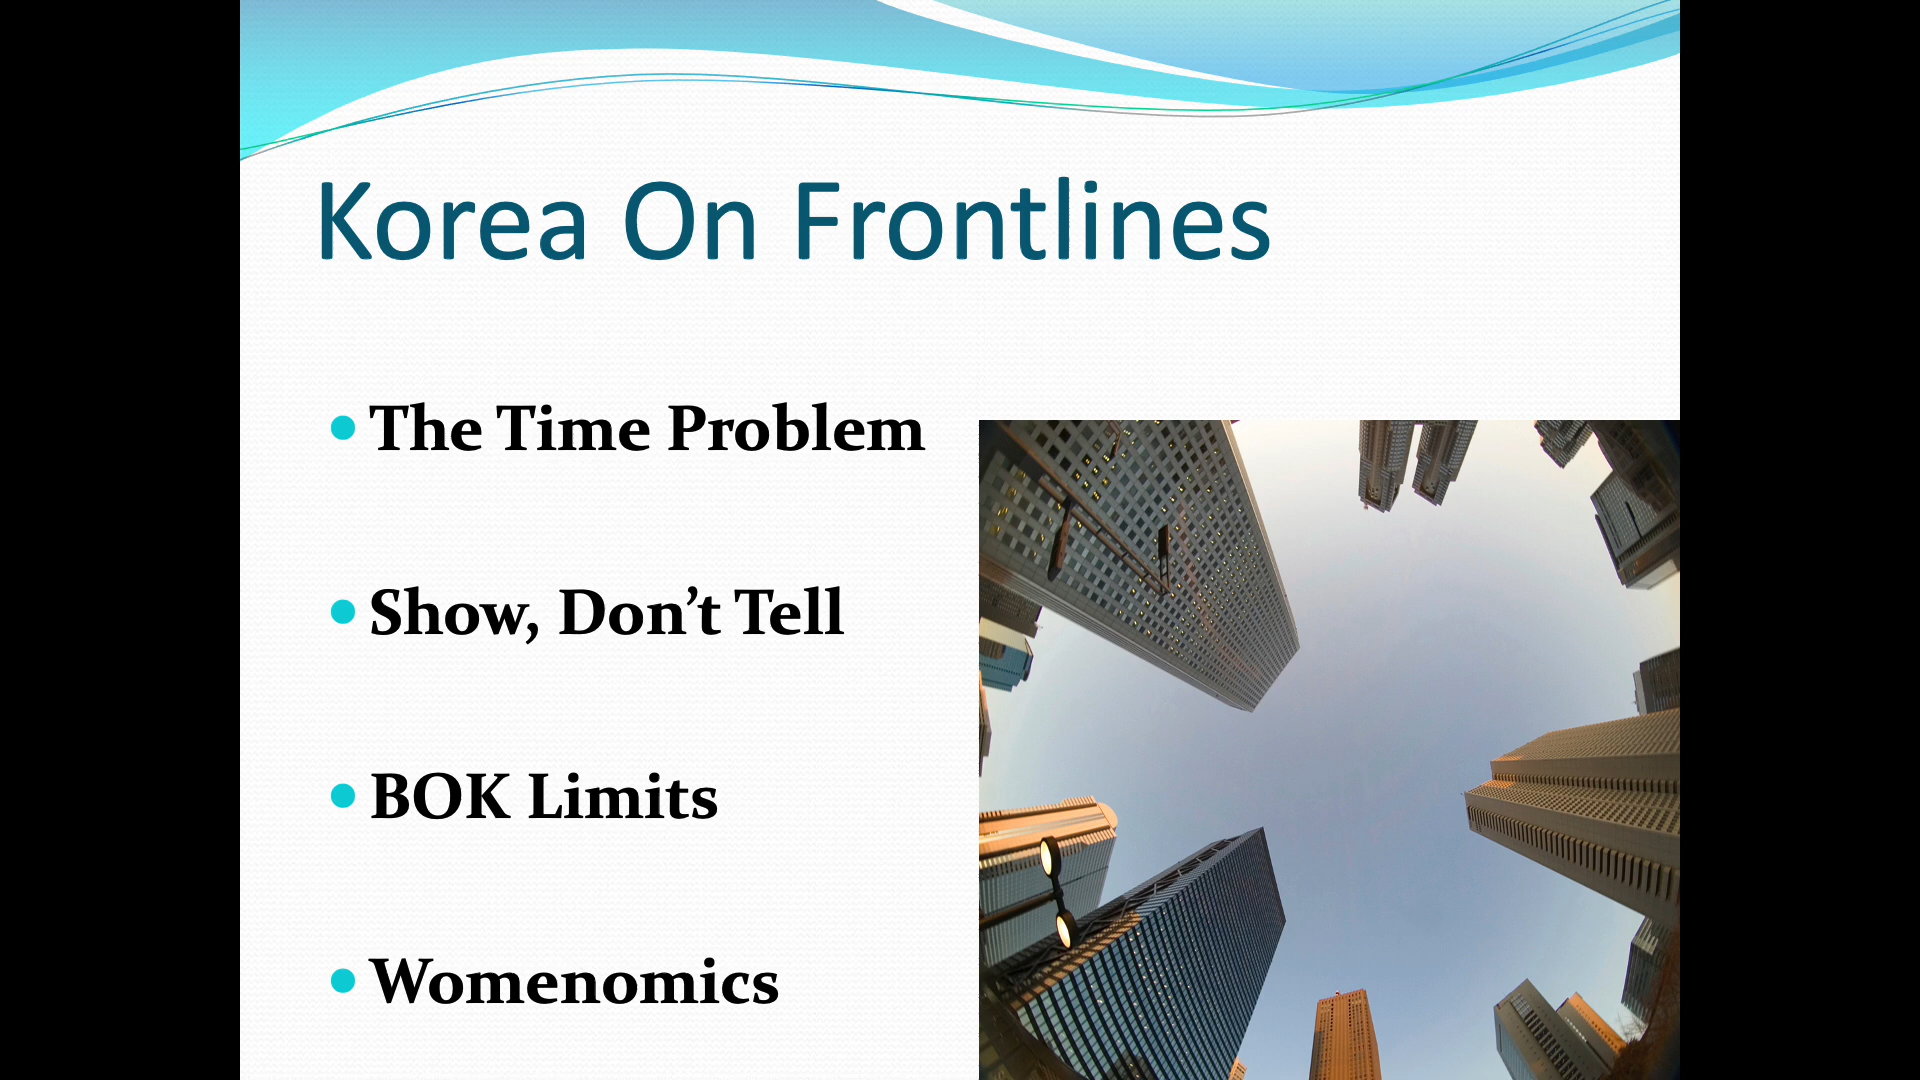 Korea On Frontlines
The Time Problem
Show, Don’t Tell
BOK Limits
Womenomics